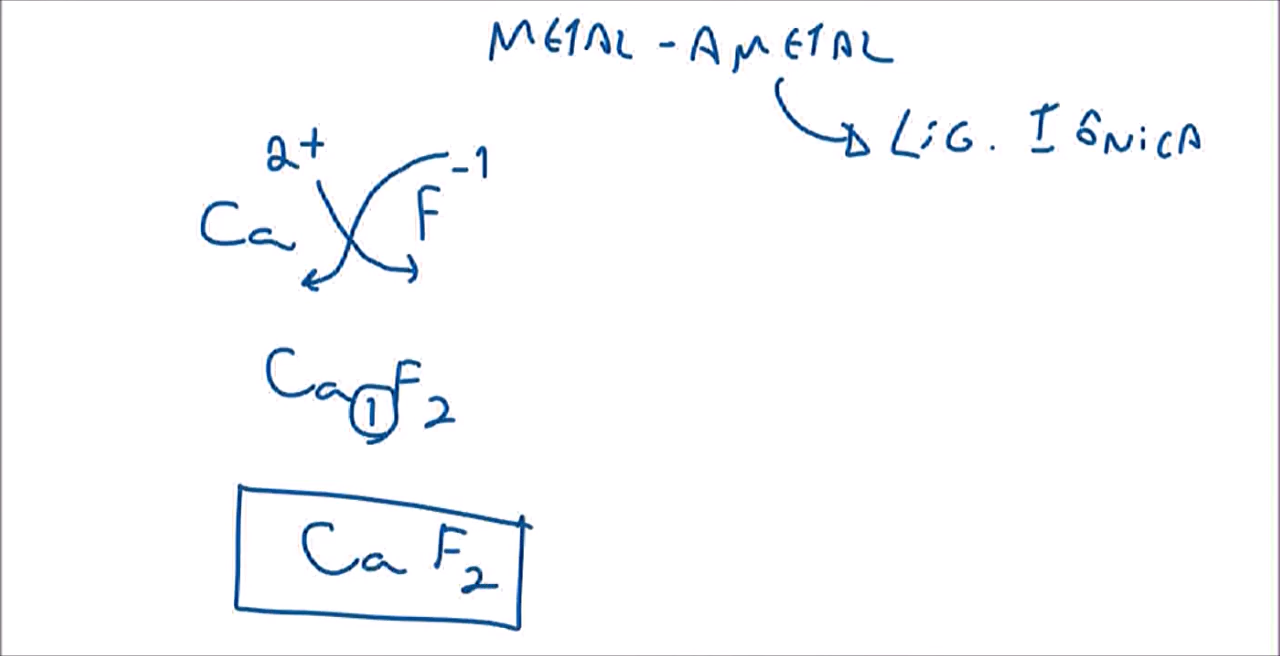 METAL - AMETAL
LIG. IÔNICA
2+ -1
Ca F
Ca1F2
CaF2